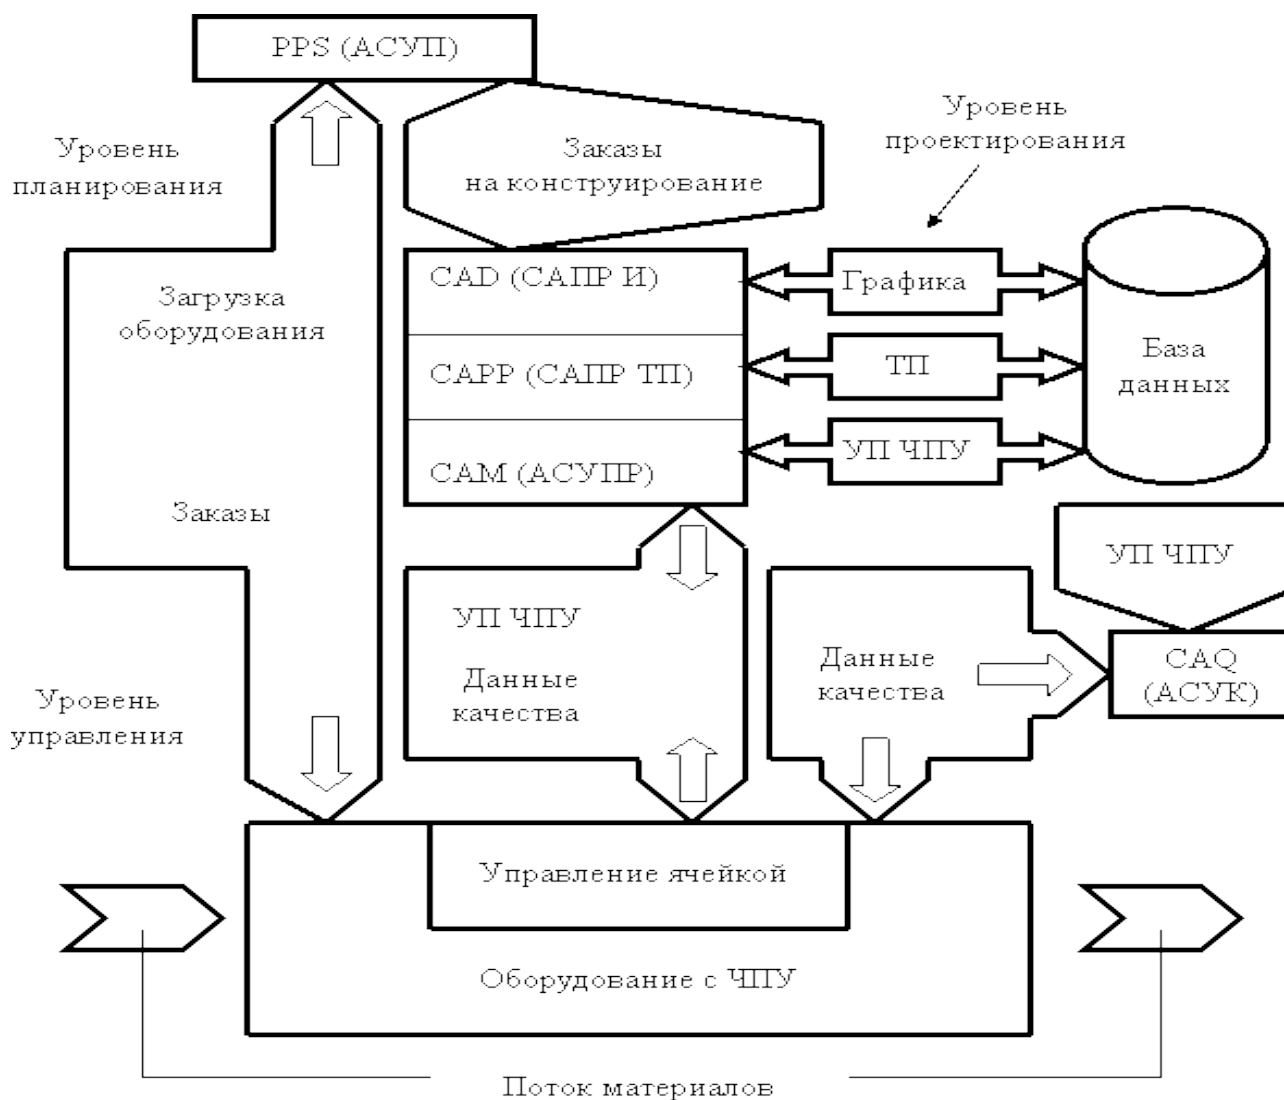 PPS (АСУП)
Уровень
планирования
Заказы
на конструирование
Уровень
проектирования
Загрузка
оборудования
CAD (САПР И)
Графика
CAPP (САПР ТП)
ТП
База
данных
CAM (АСУПР)
УП ЧПУ
Заказы
УП ЧПУ
УП ЧПУ
Данные
качества
Данные
качества
CAQ
(АСУК)
Уровень
управления
Управление ячейкой
Оборудование с ЧПУ
Поток материалов